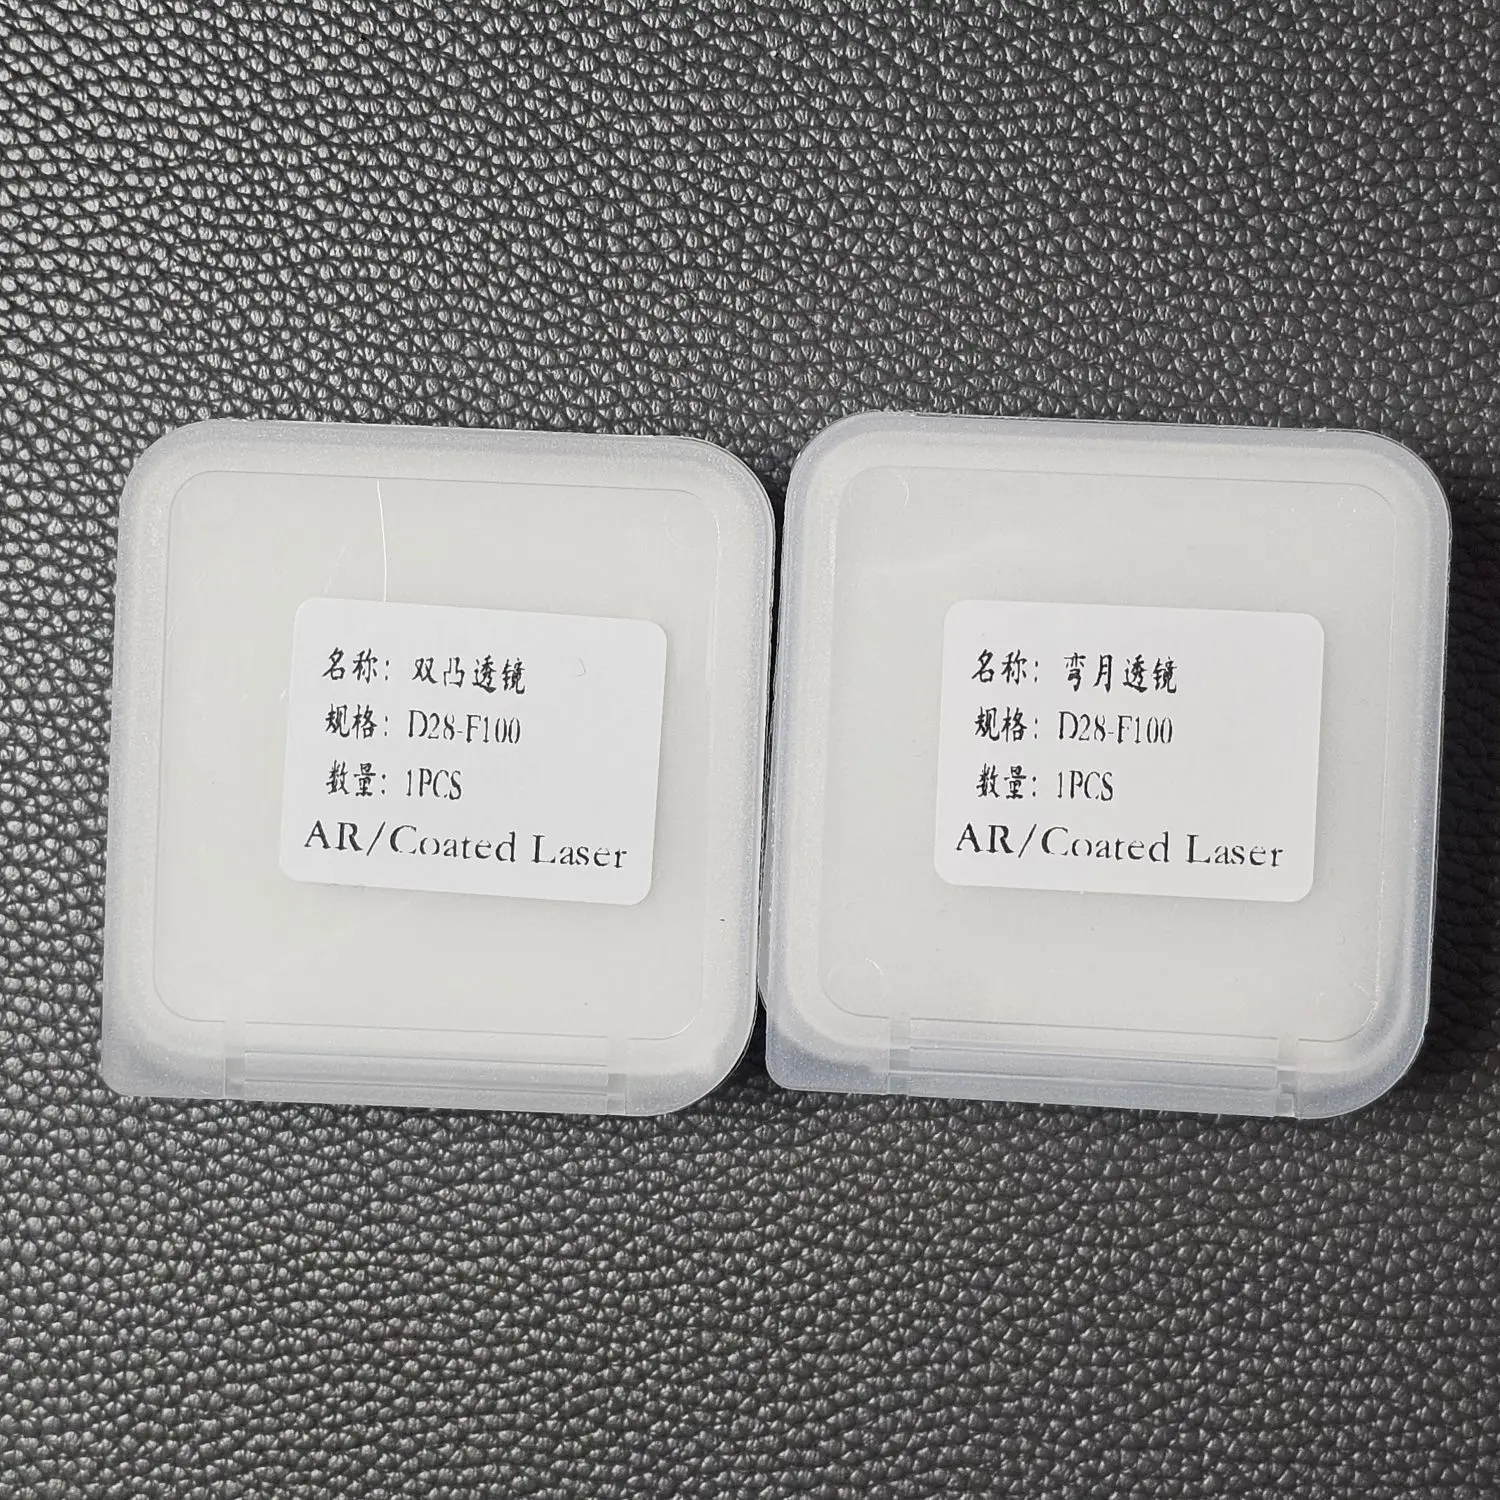 名称：双凸透镜
规格：D28-F100
数量：1PCS
AR/Coated Laser
名称：弯月透镜
规格：D28-F100
数量：1PCS
AR/Coated Laser